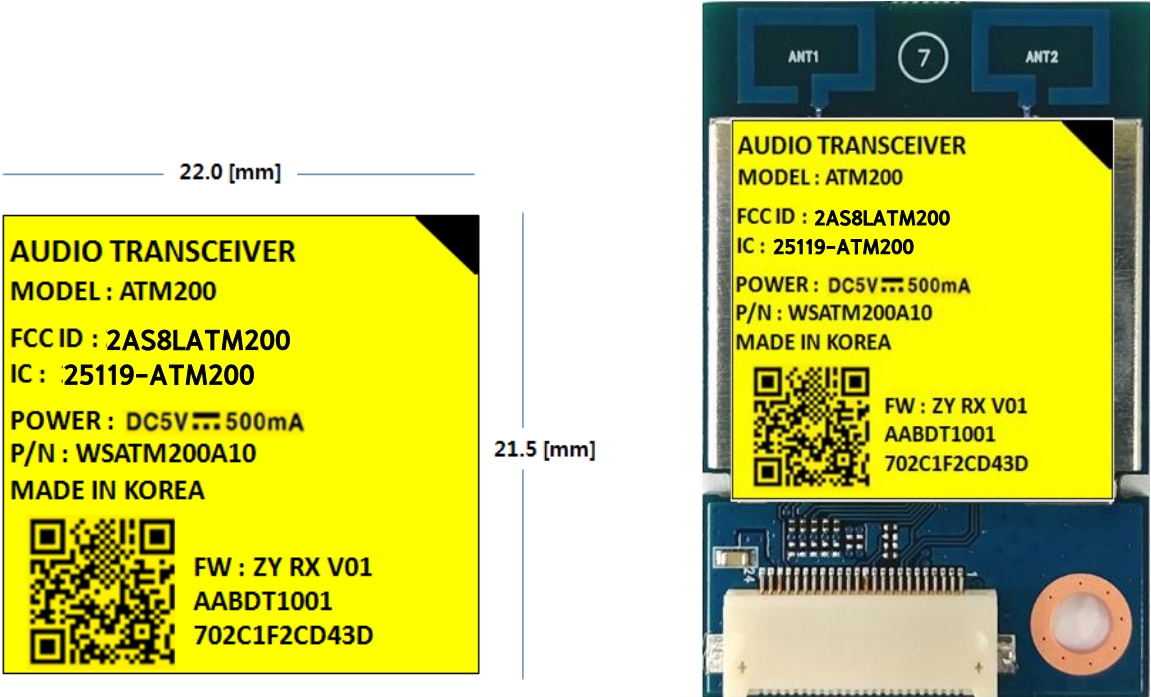 22.0 [mm]
AUDIO TRANSCEIVER
MODEL : ATM200
FCC ID : 2AS8LATM200
IC : 25119-ATM200
POWER : DC5V 500mA
P/N : WSATM200A10
MADE IN KOREA
FW : ZY RX V01
AABDT1001
702C1F2CD43D
21.5 [mm]
ANT1
7
ANT2
AUDIO TRANSCEIVER
MODEL : ATM200
FCC ID : 2AS8LATM200
IC : 25119-ATM200
POWER : DC5V 500mA
P/N : WSATM200A10
MADE IN KOREA
FW : ZY RX V01
AABDT1001
702C1F2CD43D
24
1